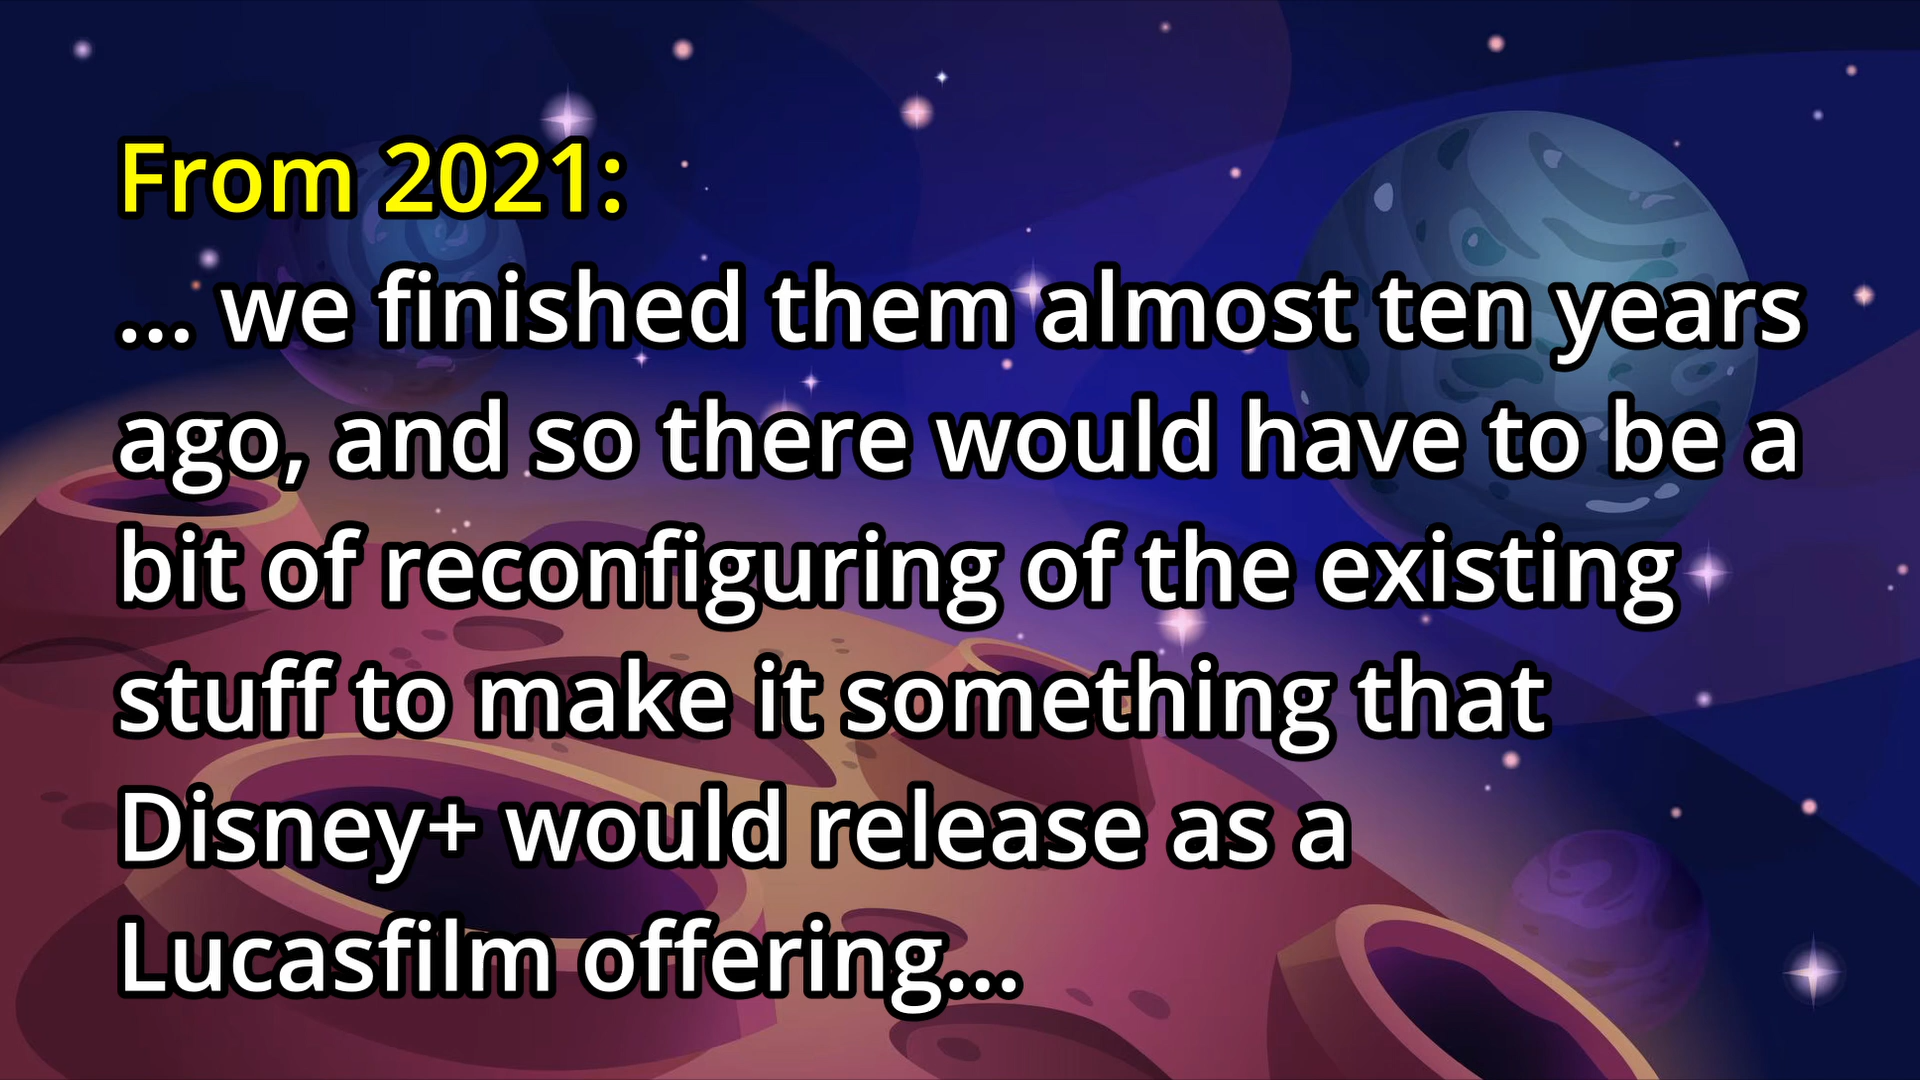 From 2021:
... we finished them almost ten years
ago, and so there would have to be a
bit of reconfiguring of the existing
stuff to make it something that
Disney+ would release as a
Lucasfilm offering...